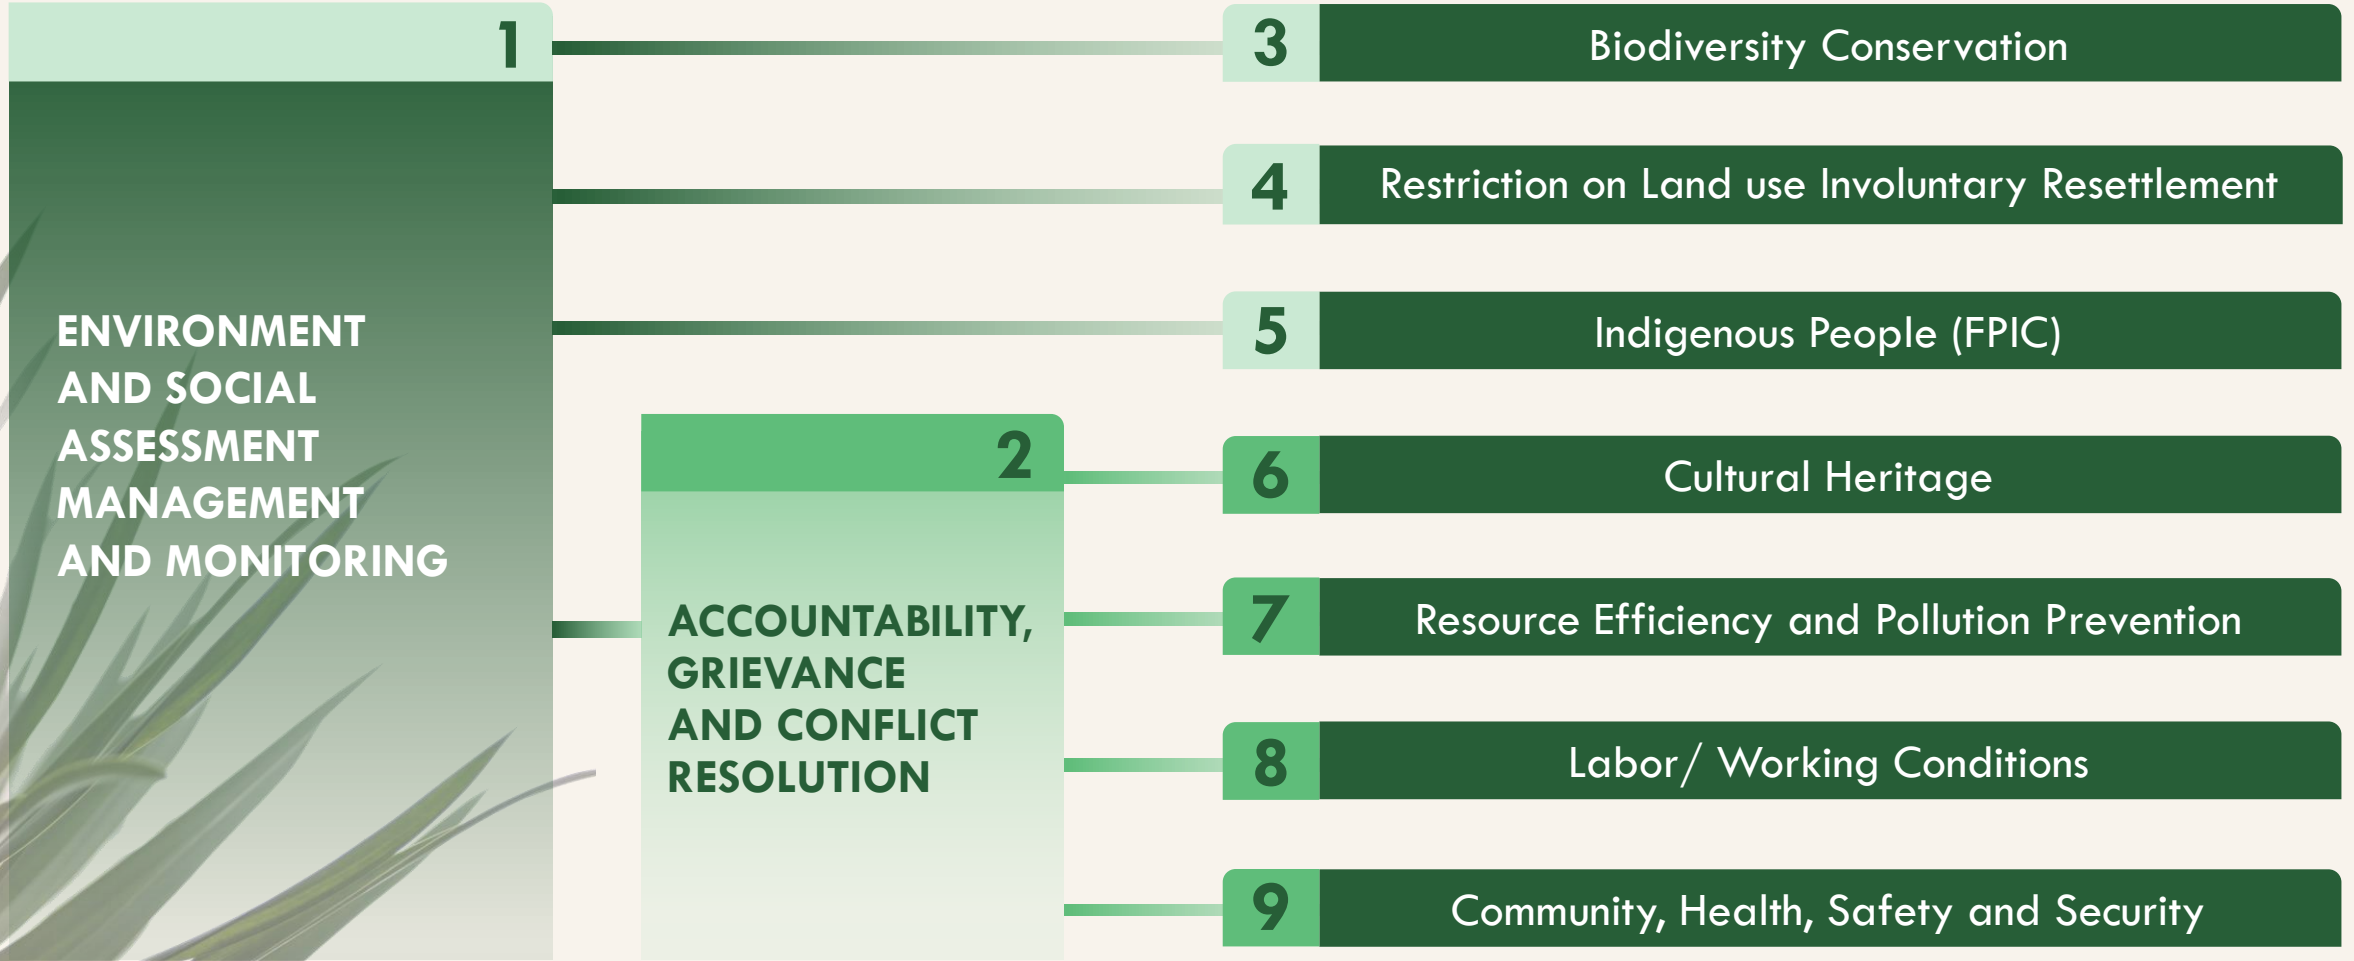 1
ENVIRONMENT
AND SOCIAL
ASSESSMENT
MANAGEMENT
AND MONITORING
2
ACCOUNTABILITY,
GRIEVANCE
AND CONFLICT
RESOLUTION
3 Biodiversity Conservation
4 Restriction on Land use Involuntary Resettlement
5 Indigenous People (FPIC)
6 Cultural Heritage
7 Resource Efficiency and Pollution Prevention
8 Labor/ Working Conditions
9 Community, Health, Safety and Security